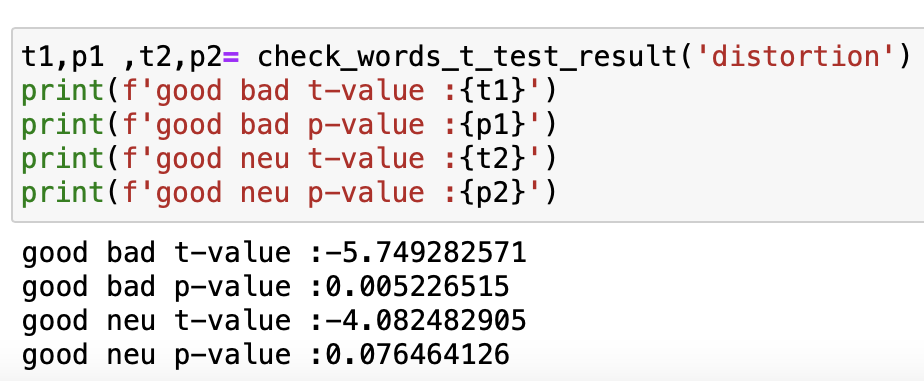 t1,p1 ,t2,p2= check_words_t_test_result('distortion')
print(f'good bad t-value :{t1}')
print(f'good bad p-value :{p1}')
print(f'good neu t-value :{t2}')
print(f'good neu p-value :{p2}')
good bad t-value :-5.749282571
good bad p-value :0.005226515
good neu t-value :-4.082482905
good neu p-value :0.076464126